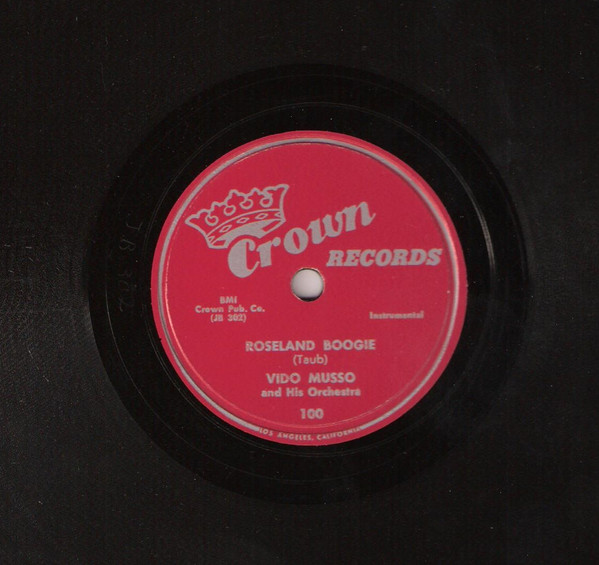 Crown
RECORDS
BMI
Crown Pub. Co.
(JB 302)
Instrumental
ROSELAND BOOGIE
(Taub)
VIDO MUSSO
and His Orchestra
100
LOS ANGELES, CALIFORNIA